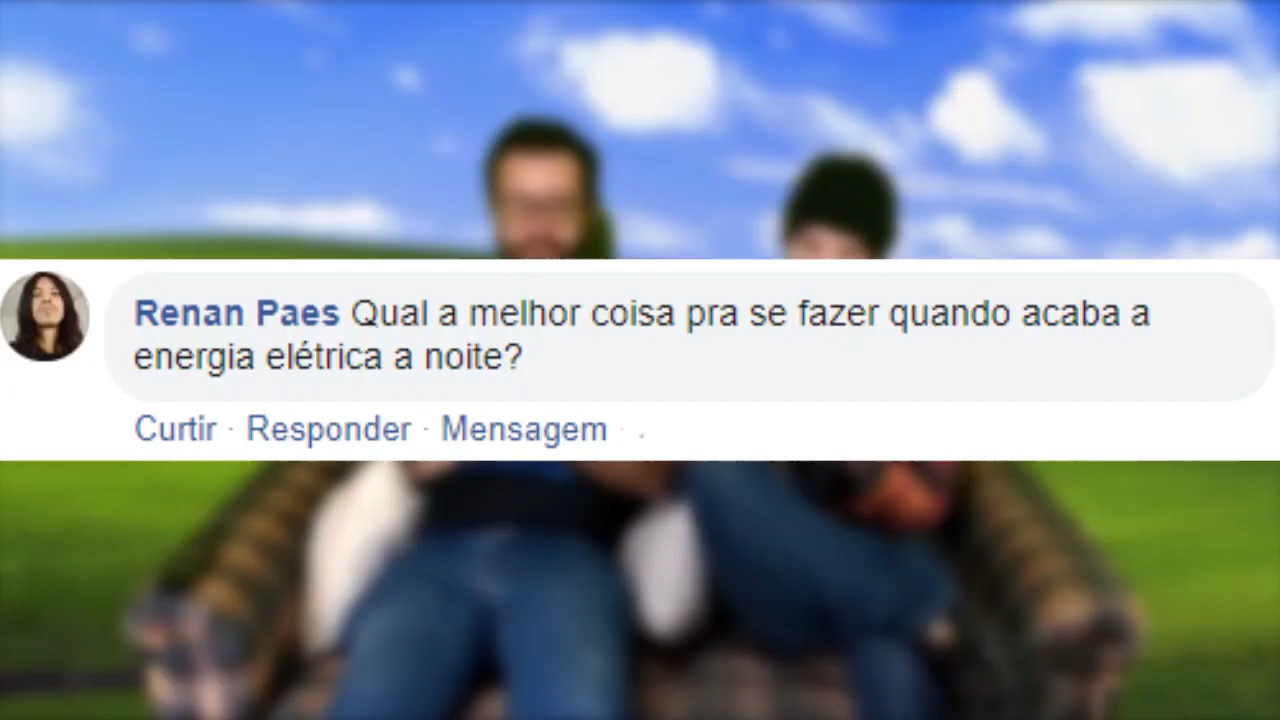 Renan Paes Qual a melhor coisa pra se fazer quando acaba a
energia elétrica a noite?
Curtir · Responder · Mensagem · .